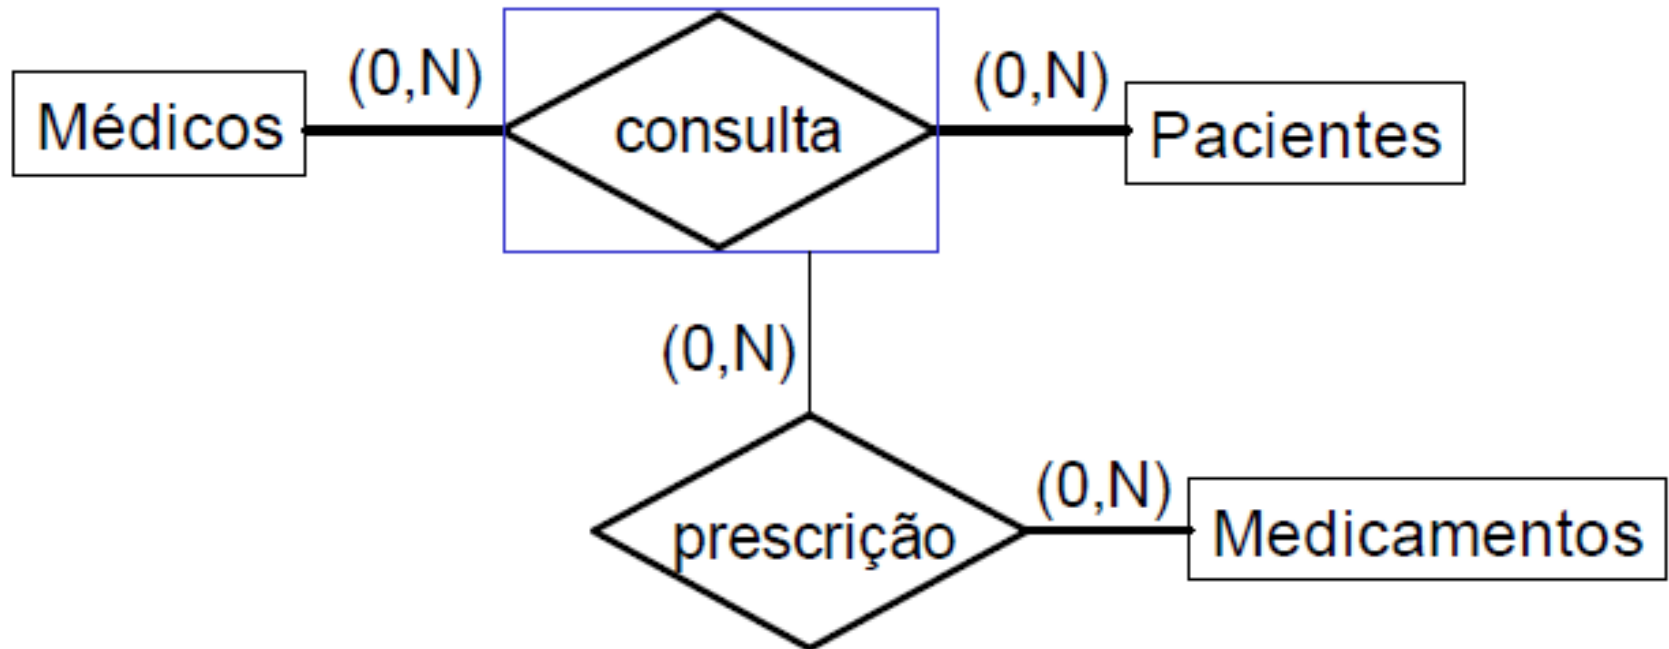 (0,N)
(0,N)
Médicos
consulta
Pacientes
(0,N)
(0,N)
prescrição
Medicamentos